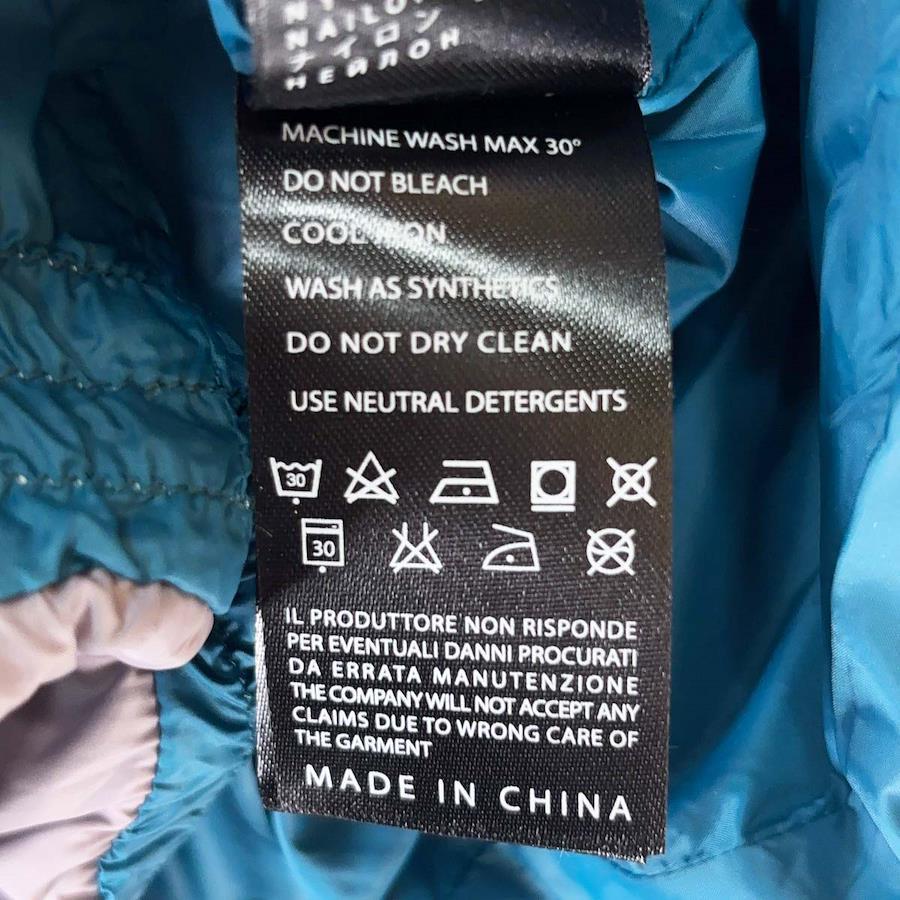 NAILON
ナイロン
НЕЙЛОН
MACHINE WASH MAX 30°
DO NOT BLEACH
COOL IRON
WASH AS SYNTHETICS
DO NOT DRY CLEAN
USE NEUTRAL DETERGENTS
30
30
IL PRODUTTORE NON RISPONDE
PER EVENTUALI DANNI PROCURATI
DA ERRATA MANUTENZIONE
THE COMPANY WILL NOT ACCEPT ANY
CLAIMS DUE TO WRONG CARE OF
THE GARMENT
MADE IN CHINA